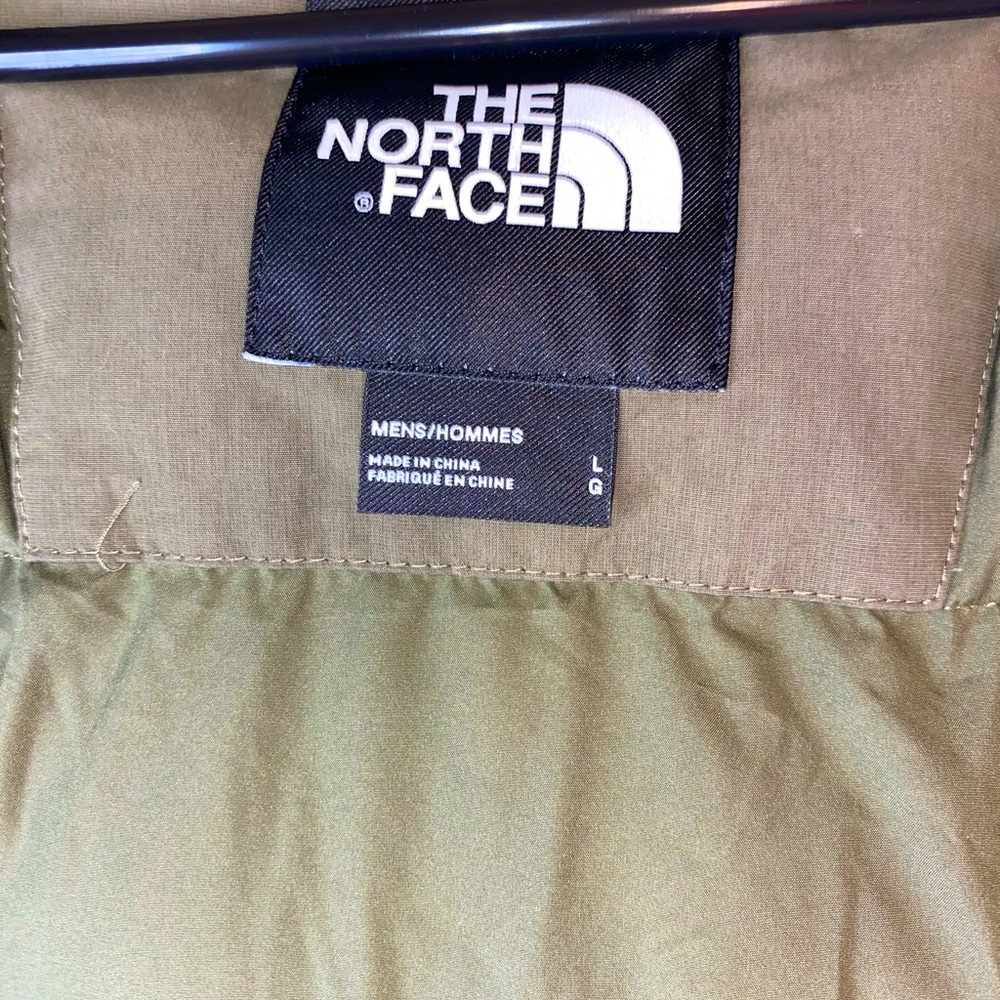 THE
NORTH
® FACE
MENS/HOMMES
MADE IN CHINA L
FABRIQUÉ EN CHINE G